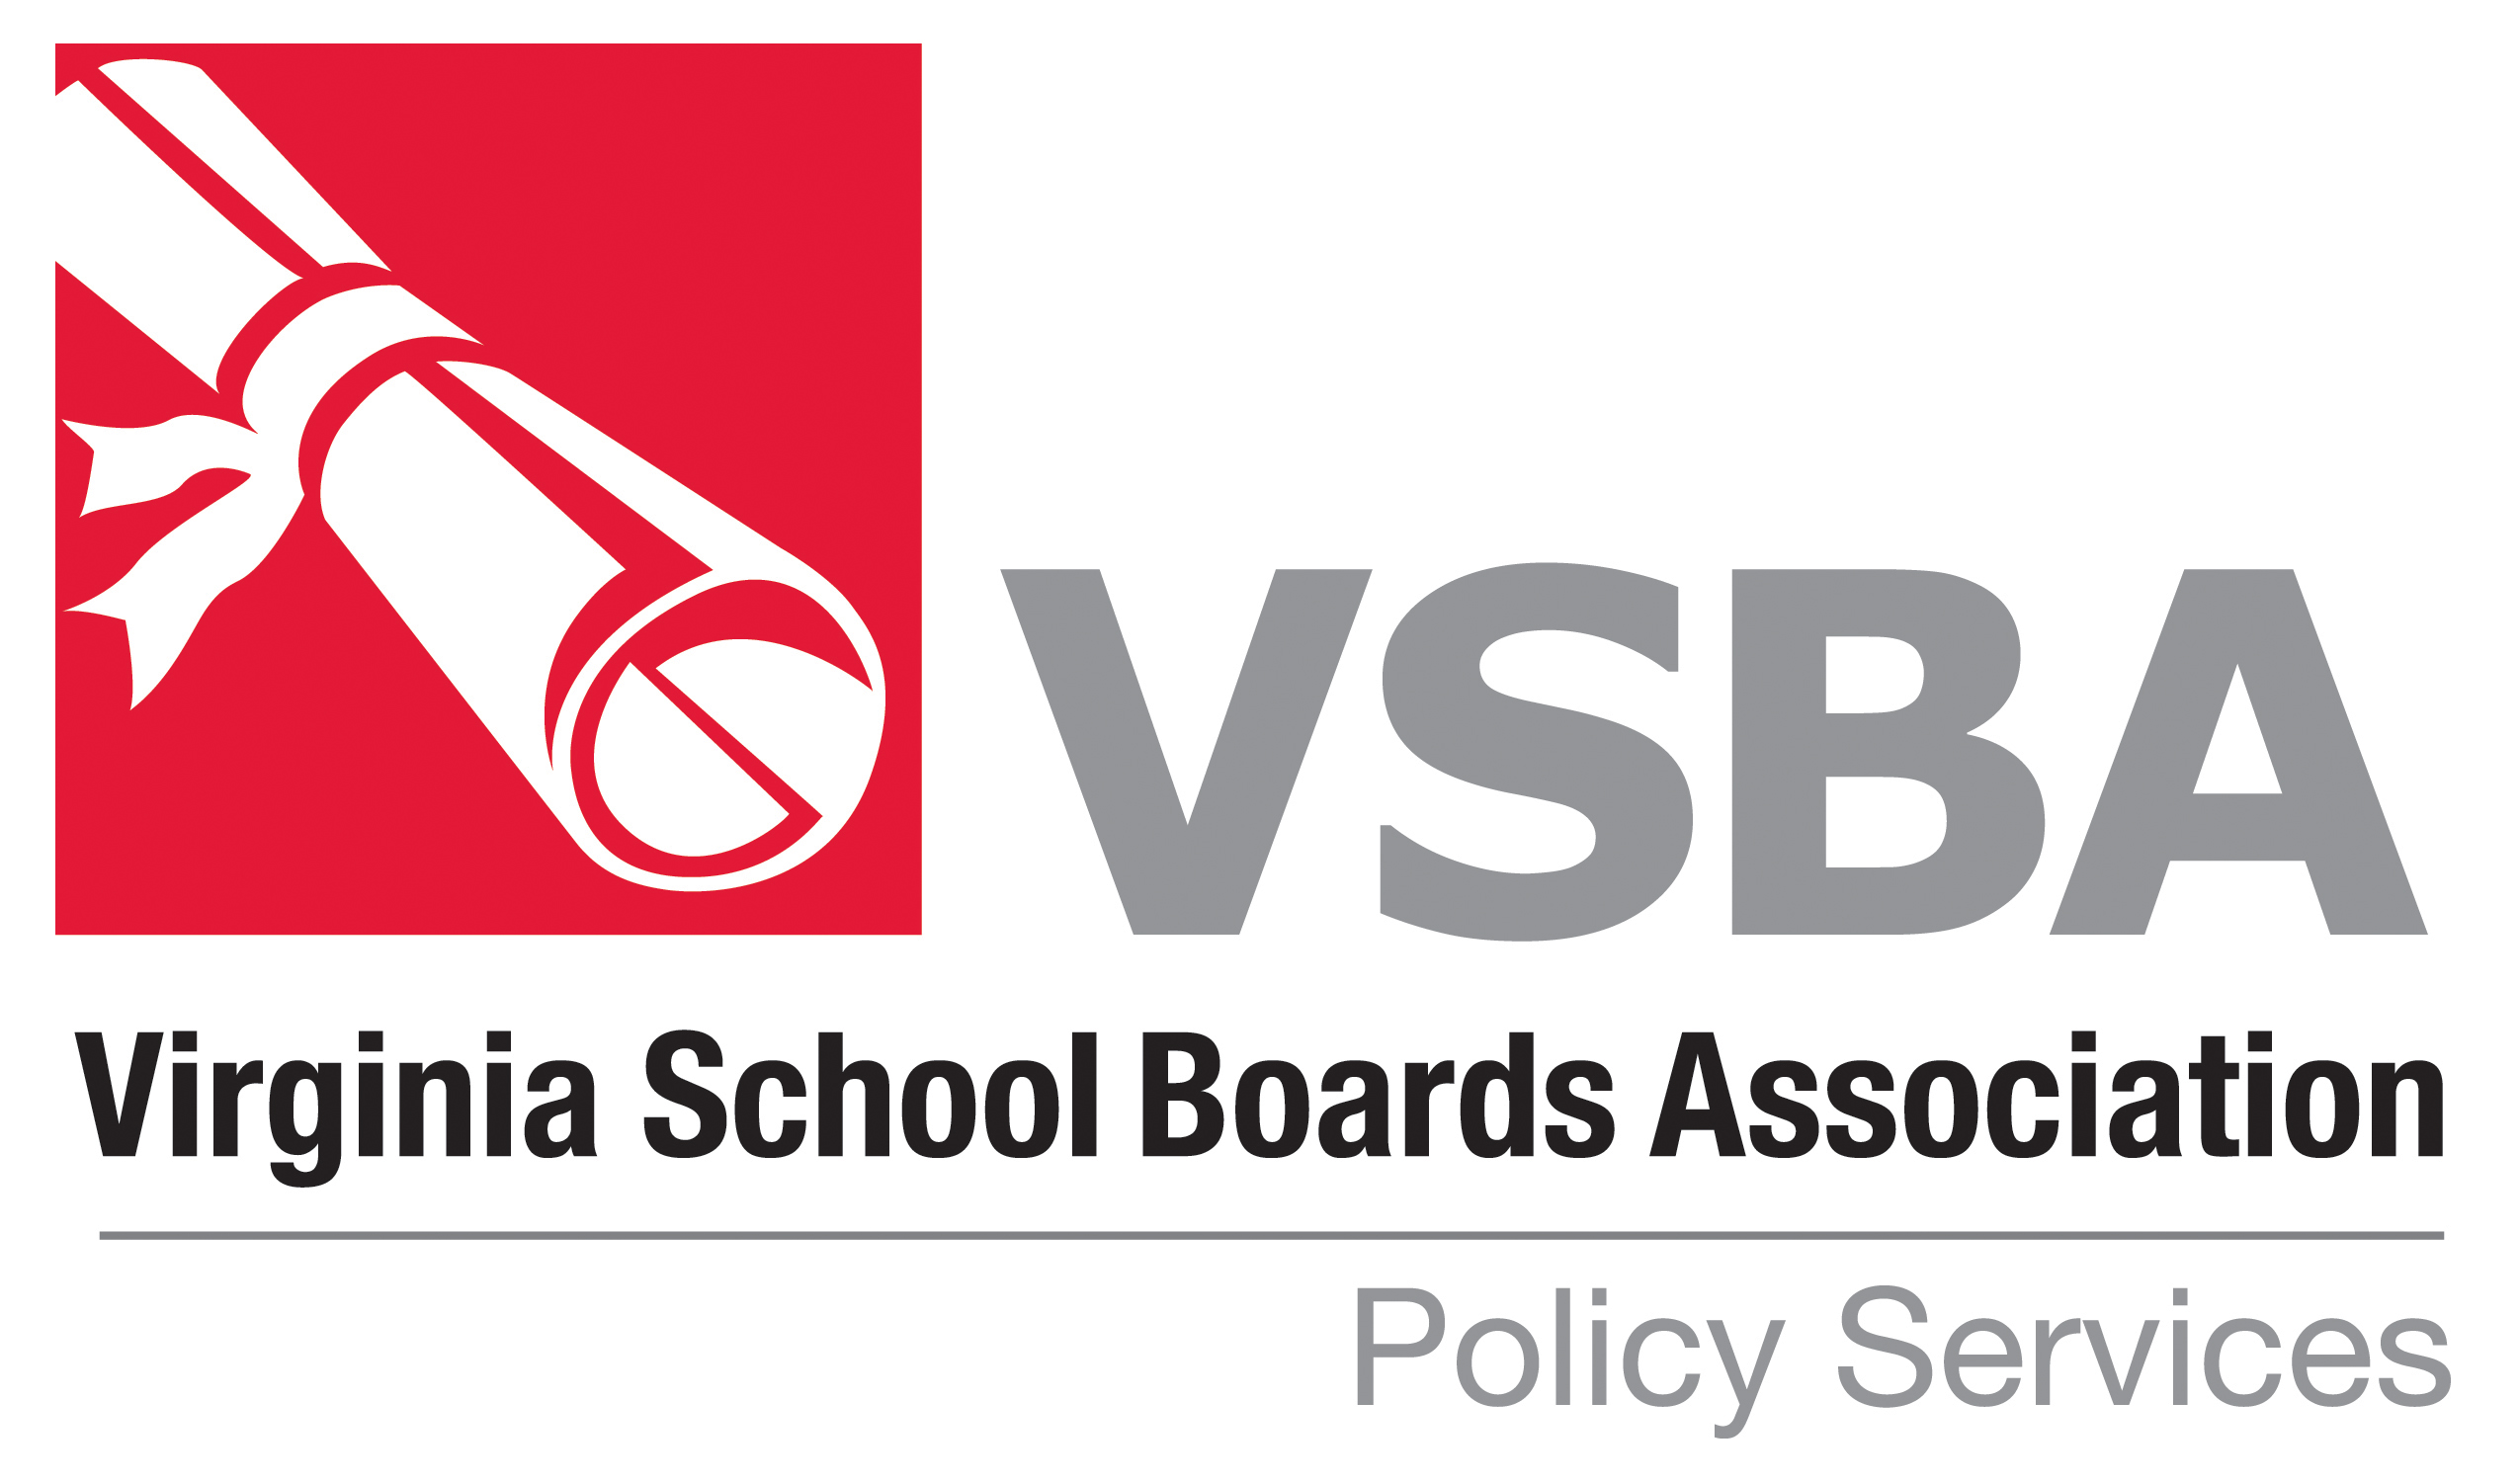 VSBA
Virginia School Boards Association
Policy Services